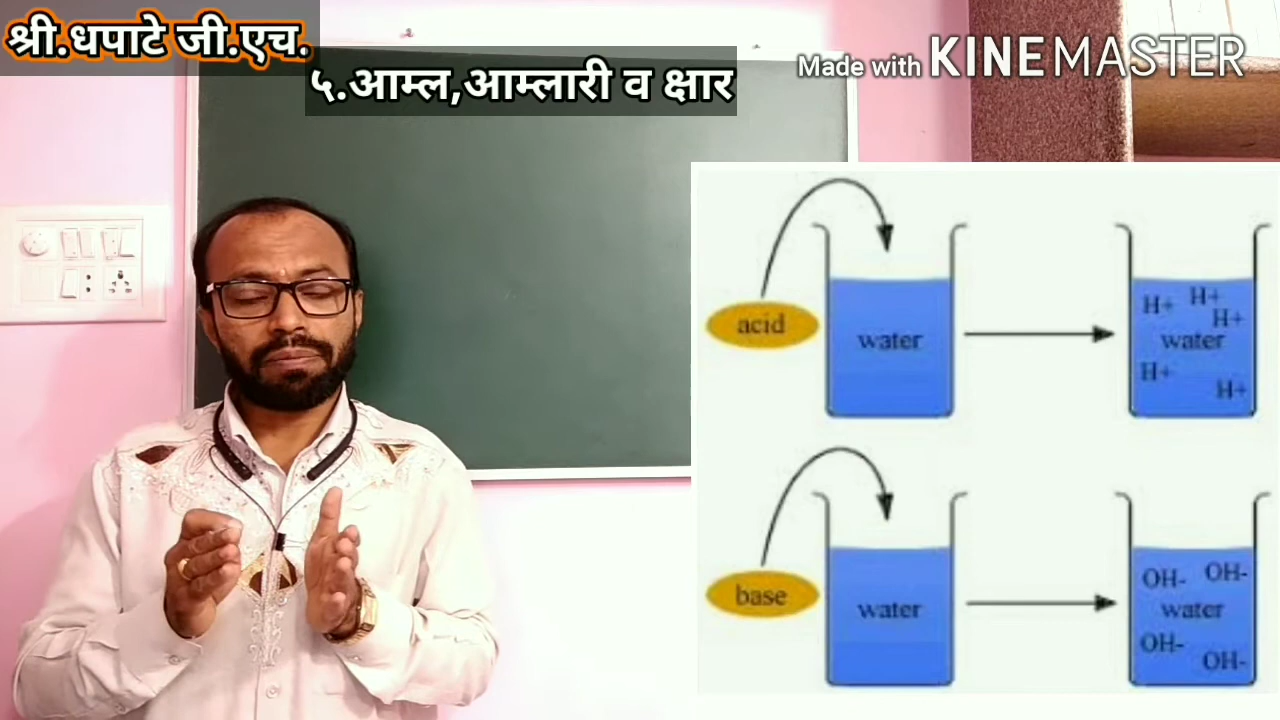 श्री.धपाटे जी.एच.
५.आम्ल,आम्लारी व क्षार
Made with KINEMASTER
acid
water
H+ H+
H+
water
H+
H+
base
water
OH- OH-
water
OH-
OH-